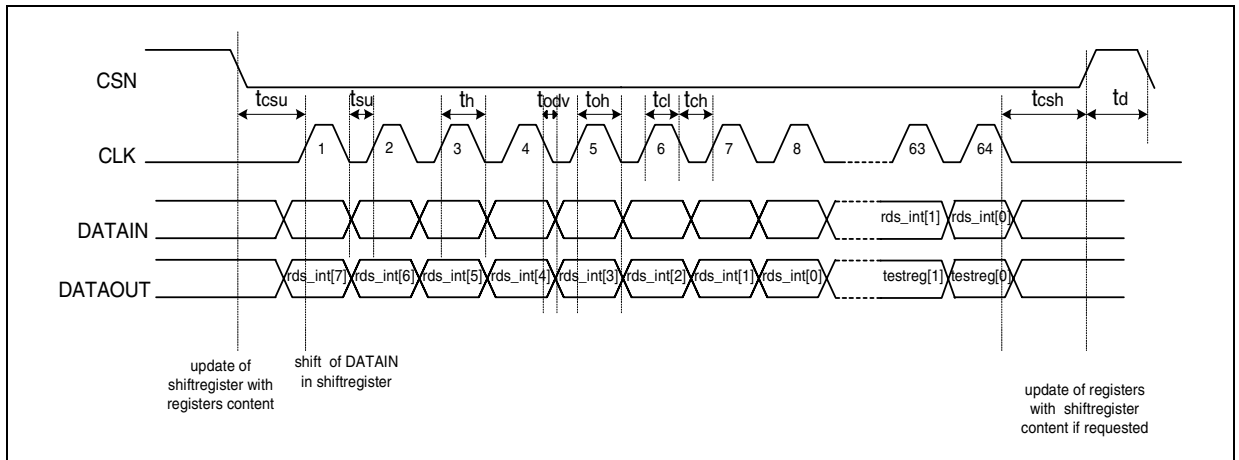 CSN
tcsu
tsu
th
todv
toh
tcl
tch
tcsh
td
CLK
1
2
3
4
5
6
7
8
63
64
DATAIN
rds_int[1]
rds_int[0]
DATAOUT
rds_int[7]
rds_int[6]
rds_int[5]
rds_int[4]
rds_int[3]
rds_int[2]
rds_int[1]
rds_int[0]
testreg[1]
testreg[0]
update of
shiftregister with
registers content
shift of DATAIN
in shiftregister
update of registers
with shiftregister
content if requested